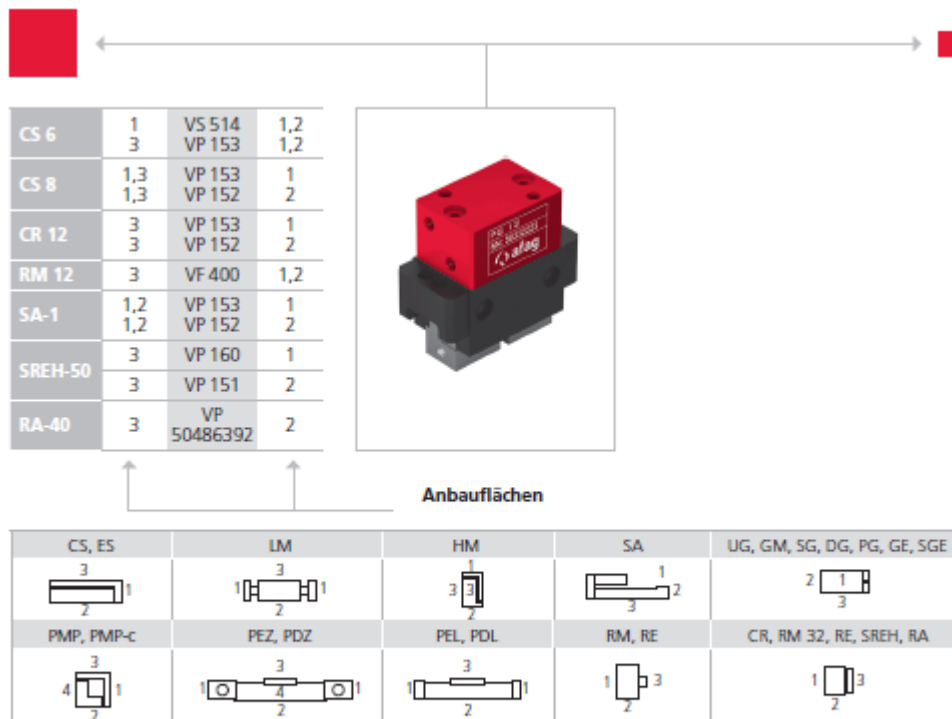 CS 6 1 VS 514 1,2
3 VP 153 1,2
CS 8 1,3 VP 153 1
1,3 VP 152 2
CR 12 3 VP 153 1
3 VP 152 2
RM 12 3 VF 400 1,2
SA-1 1,2 VP 153 1
1,2 VP 152 2
SREH-50 3 VP 160 1
3 VP 151 2
RA-40 3 VP 50486392 2
afag
Anbauflächen
CS, ES LM HM SA UG, GM, SG, DG, PG, GE, SGE
3 1 2
3 1 1 2
1 3 3 2
1 2 3
2 1 3
PMP, PMP-c PEZ, PDZ PEL, PDL RM, RE CR, RM 32, RE, SREH, RA
3 4 1 2
3 1 4 1 2
3 1 1 2
1 3 2
1 3 2